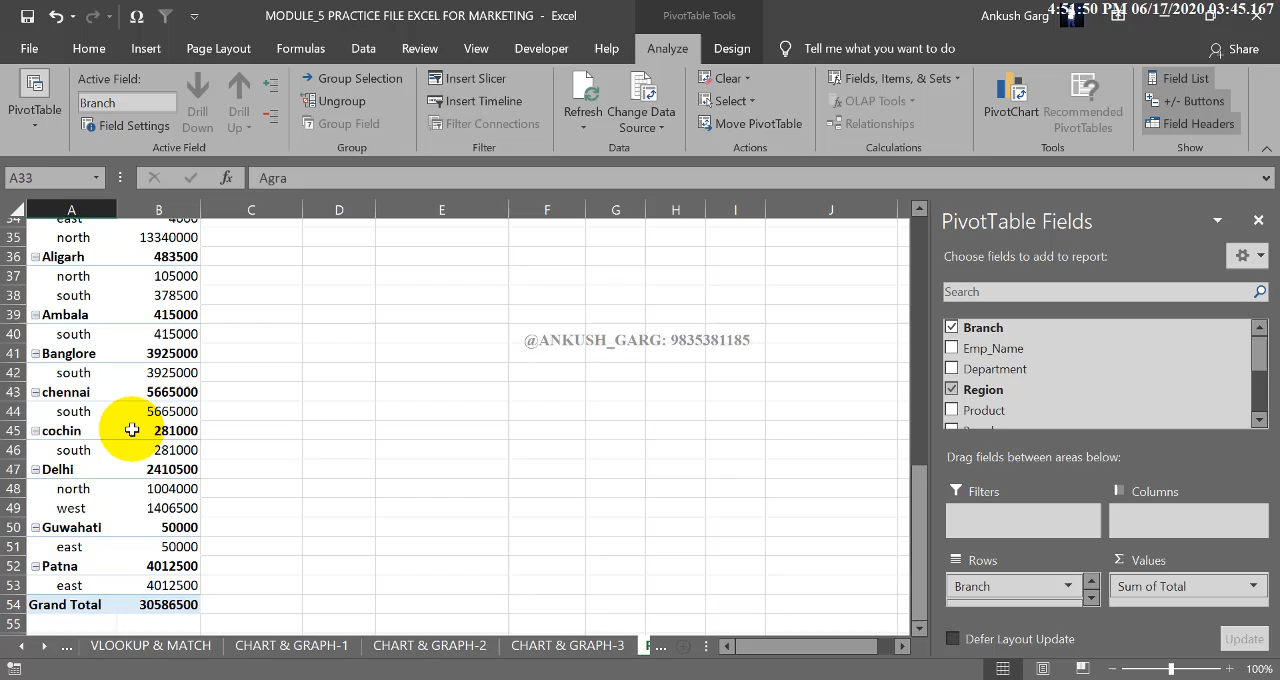 MODULE_5 PRACTICE FILE EXCEL FOR MARKETING - Excel
PivotTable Tools
Ankush Garg
4:51:50 PM 06/17/2020 03:45.167
File Home Insert Page Layout Formulas Data Review View Developer Help Analyze Design Tell me what you want to do Share
PivotTable
Active Field:
Branch
Field Settings
Drill Down
Drill Up
Active Field
Group Selection
Ungroup
Group Field
Group
Insert Slicer
Insert Timeline
Filter Connections
Filter
Refresh
Change Data Source
Data
Clear
Select
Move PivotTable
Actions
Fields, Items, & Sets
OLAP Tools
Relationships
Calculations
PivotChart
Recommended PivotTables
Tools
Field List
+/- Buttons
Field Headers
Show
A33
fx
Agra
A B C D E F G H I J
34 east 4000
35 north 13340000
36 Aligarh 483500
37 north 105000
38 south 378500
39 Ambala 415000
40 south 415000
41 Banglore 3925000
42 south 3925000
43 chennai 5665000
44 south 5665000
45 cochin 281000
46 south 281000
47 Delhi 2410500
48 north 1004000
49 west 1406500
50 Guwahati 50000
51 east 50000
52 Patna 4012500
53 east 4012500
54 Grand Total 30586500
55
@ANKUSH_GARG: 9835381185
PivotTable Fields
Choose fields to add to report:
Search
Branch
Emp_Name
Department
Region
Product
Drag fields between areas below:
Filters
Columns
Rows
Values
Branch
Sum of Total
Defer Layout Update
Update
... VLOOKUP & MATCH CHART & GRAPH-1 CHART & GRAPH-2 CHART & GRAPH-3 ...
100%